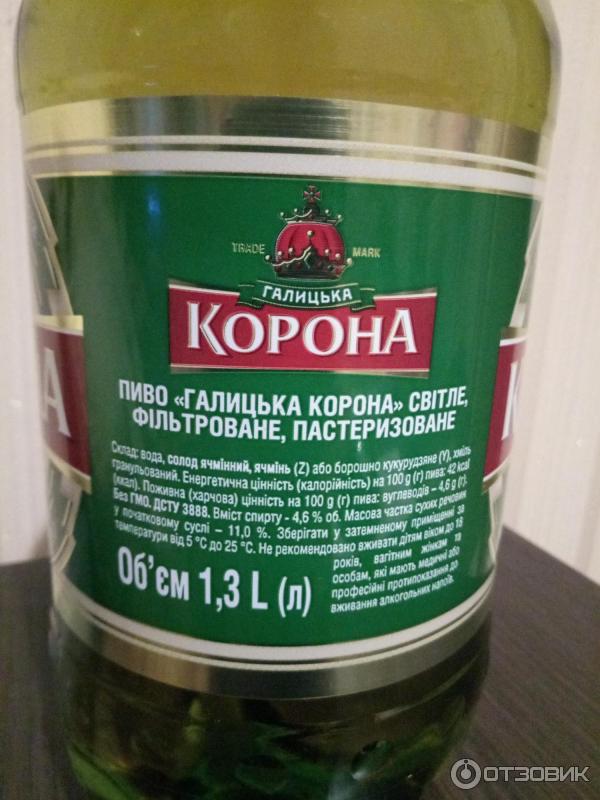 TRADE MARK
ГАЛИЦЬКА
КОРОНА
ПИВО «ГАЛИЦЬКА КОРОНА» СВІТЛЕ,
ФІЛЬТРОВАНЕ, ПАСТЕРИЗОВАНЕ
Склад: вода, солод ячмінний, ячмінь (Z) або борошно кукурудзяне (Y), хміль
гранульований. Енергетична цінність (калорійність) на 100 g (г) пива: 42 kcal
(ккал). Поживна (харчова) цінність на 100 g (г) пива: вуглеводів – 4,6 g (г).
Без ГМО. ДСТУ 3888. Вміст спирту - 4,6 % об. Масова частка сухих речовин
у початковому суслі – 11,0 %. Зберігати у затемненому приміщенні за
температури від 5 °С до 25 °С. Не рекомендовано вживати дітям віком до 18
років, вагітним жінкам та
особам, які мають медичні або
професійні протипоказання до
вживання алкогольних напоїв.
Об'єм 1,3 L (л)
А
К
ОТЗОВИК